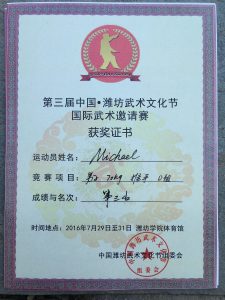 第三届中国•潍坊武术文化节
国际武术邀请赛
获奖证书
运动员姓名： Michael
竞赛项目： 男子 70kg
成绩与名次： 第三名
时间地点：2016年7月29日至31日 潍坊学院体育馆
中国潍坊武术文化节组委会